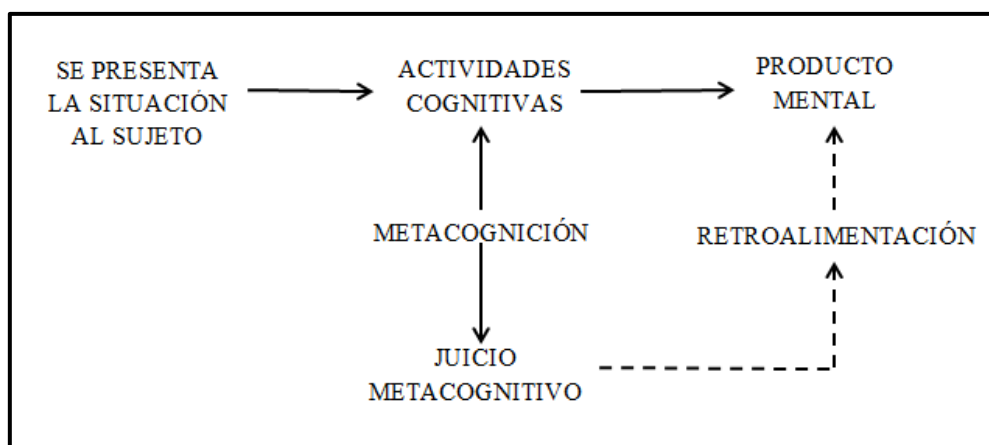 SE PRESENTA
LA SITUACIÓN
AL SUJETO
ACTIVIDADES
COGNITIVAS
PRODUCTO
MENTAL
METACOGNICIÓN
RETROALIMENTACIÓN
JUICIO
METACOGNITIVO